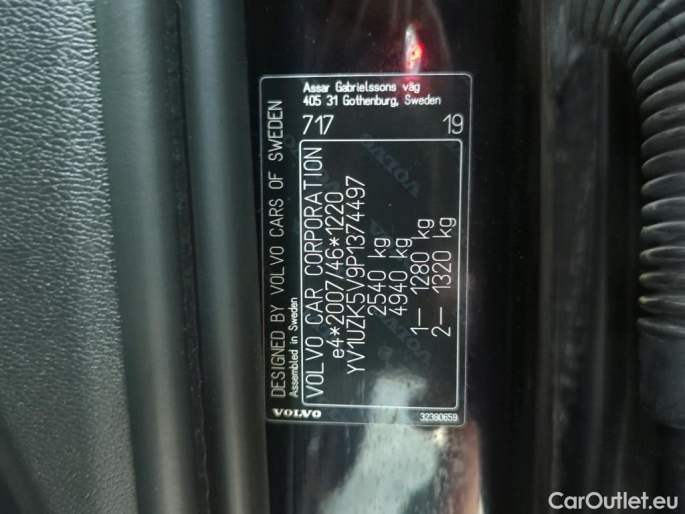 Assar Gabrielssons väg
405 31 Gothenburg, Sweden
717 19
DESIGNED BY VOLVO CARS OF SWEDEN
Assembled in Sweden
VOLVO CAR CORPORATION
e4*2007/46*1220
YV1UZK5V9P1374497
2540 kg
4940 kg
1– 1280 kg
2– 1320 kg
VOLVO
32390659
CarOutlet.eu